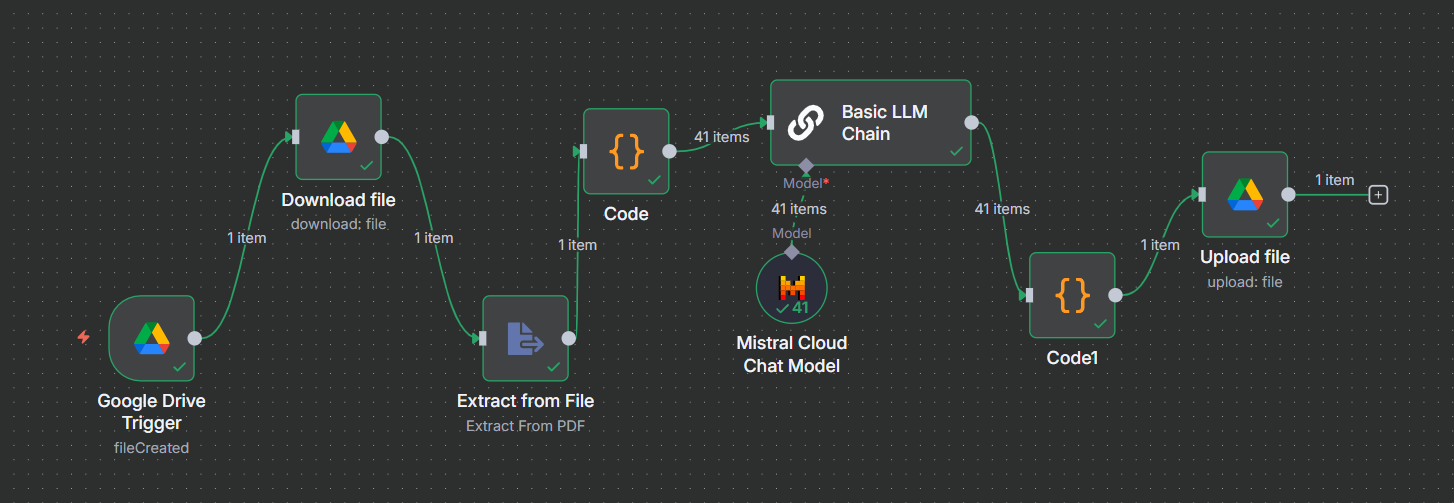 Google Drive
Trigger
fileCreated
1 item
Download file
download: file
1 item
Extract from File
Extract From PDF
1 item
{}
Code
41 items
Basic LLM
Chain
Model*
41 items
Model
41
Mistral Cloud
Chat Model
41 items
{}
Code1
1 item
Upload file
upload: file
1 item
+